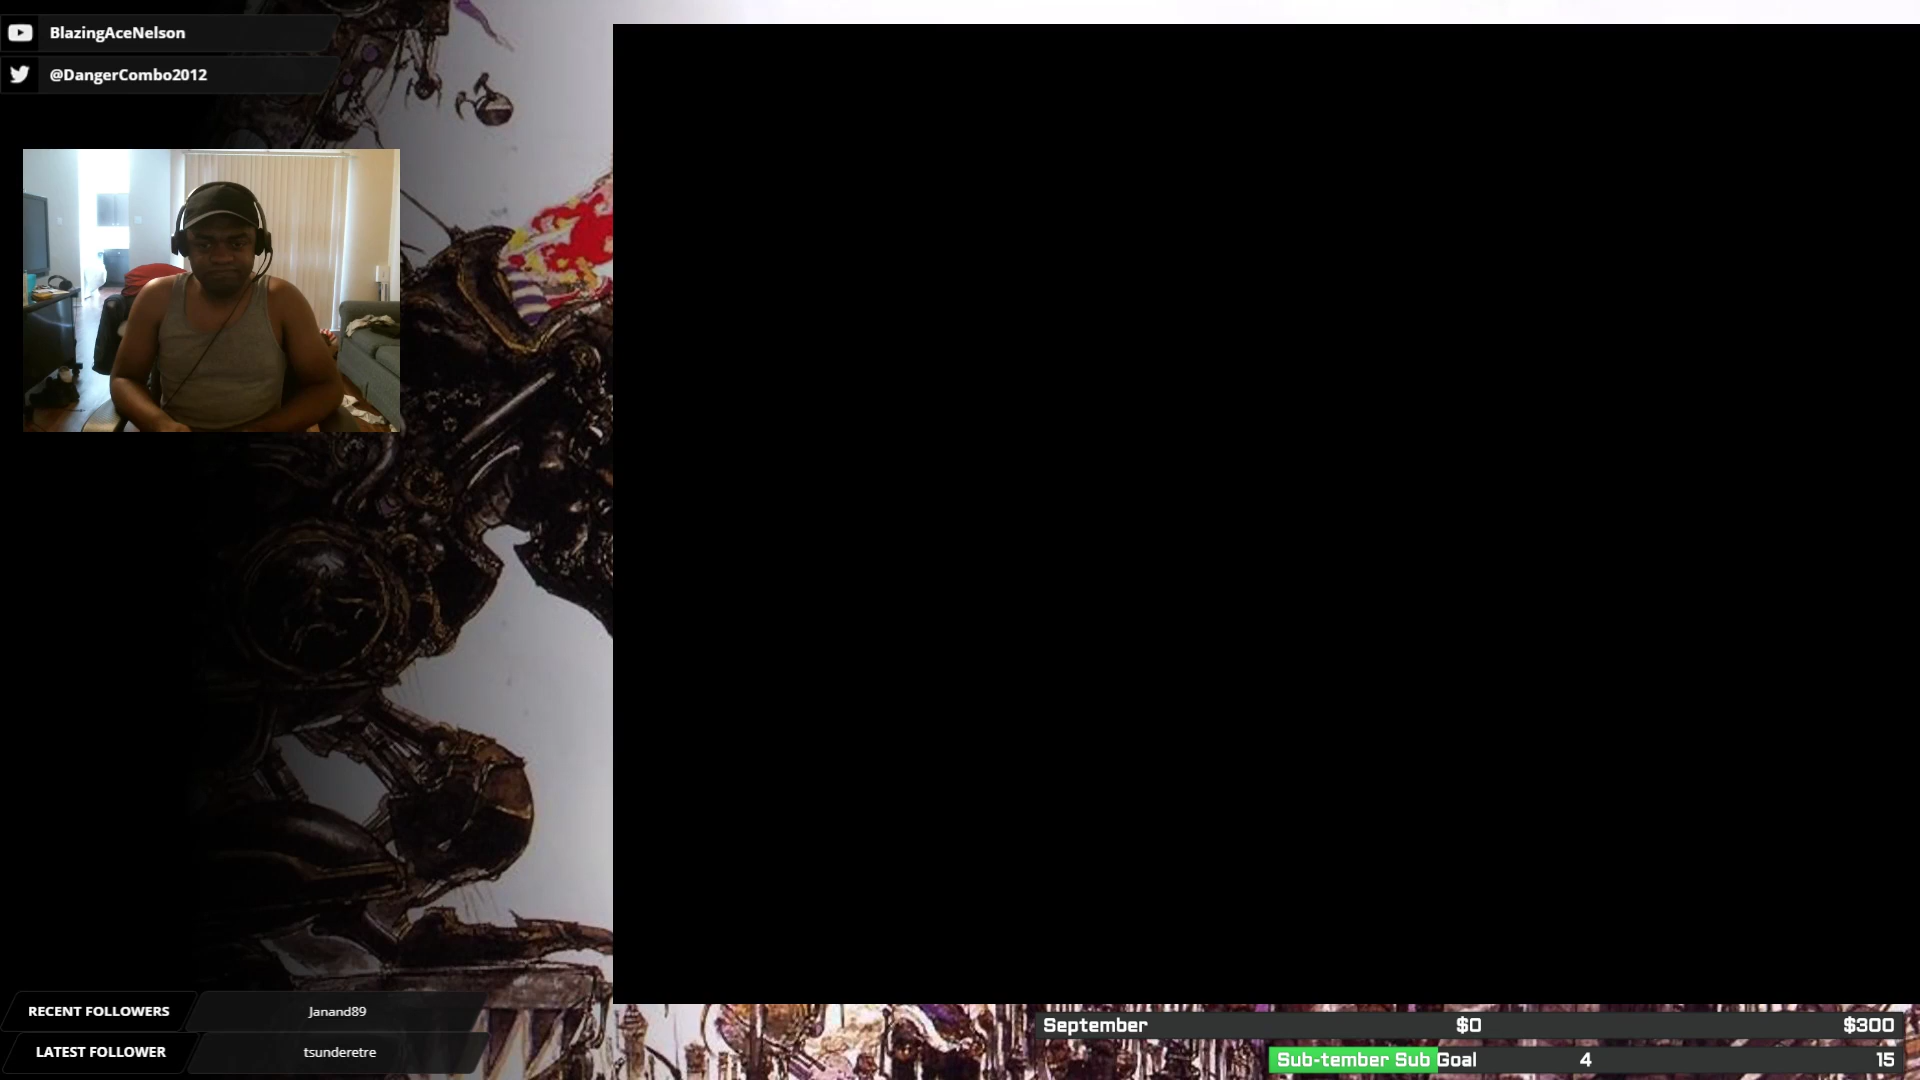 BlazingAceNelson
@DangerCombo2012
RECENT FOLLOWERS
Janand89
LATEST FOLLOWER
tsunderetre
September $0 $300
Sub-tember Sub Goal 4 15